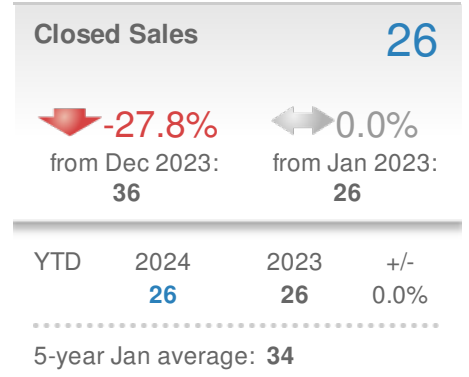 Closed Sales 26
-27.8% 0.0%
from Dec 2023: from Jan 2023:
36 26
YTD 2024 2023 +/-
26 26 0.0%
5-year Jan average: 34